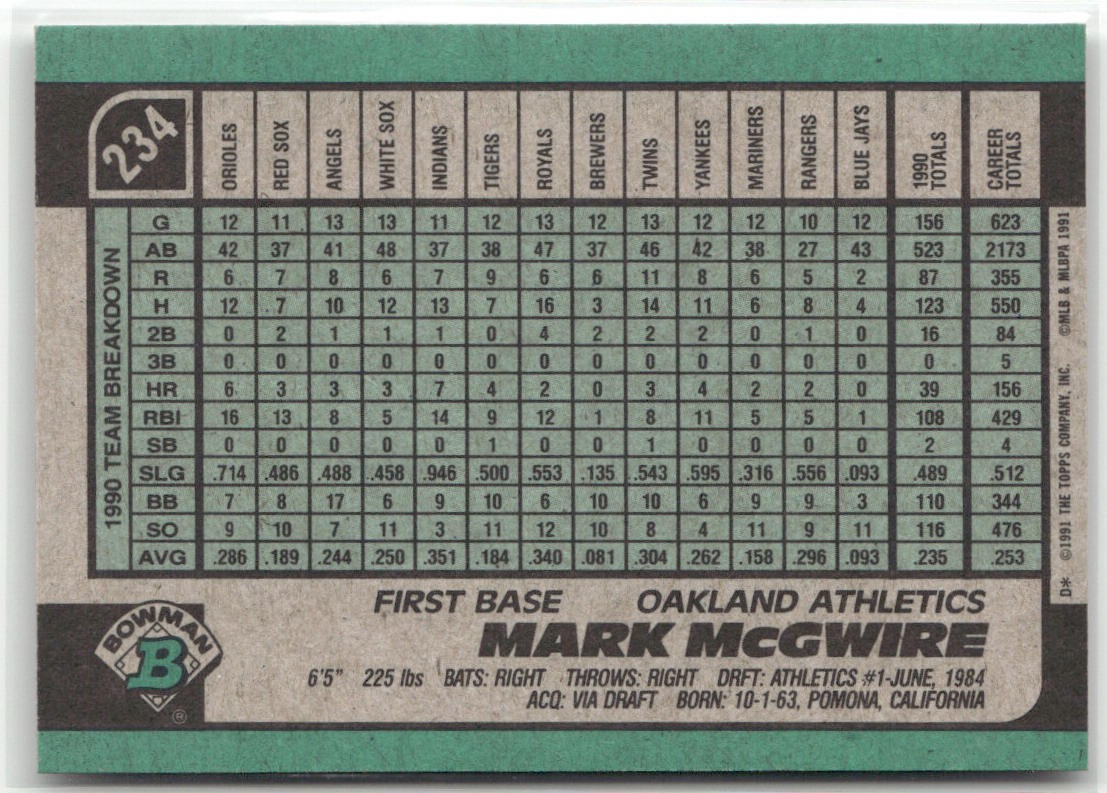 234 ORIOLES RED SOX ANGELS WHITE SOX INDIANS TIGERS ROYALS BREWERS TWINS YANKEES MARINERS RANGERS BLUE JAYS 1990 TOTALS CAREER TOTALS
1990 TEAM BREAKDOWN
G 12 11 13 13 11 12 13 12 13 12 12 10 12 156 623
AB 42 37 41 48 37 38 47 37 46 42 38 27 43 523 2173
R 6 7 8 6 7 9 6 6 11 8 6 5 2 87 355
H 12 7 10 12 13 7 16 3 14 11 6 8 4 123 550
2B 0 2 1 1 1 0 4 2 2 2 0 1 0 16 84
3B 0 0 0 0 0 0 0 0 0 0 0 0 0 0 5
HR 6 3 3 3 7 4 2 0 3 4 2 2 0 39 156
RBI 16 13 8 5 14 9 12 1 8 11 5 5 1 108 429
SB 0 0 0 0 0 1 0 0 1 0 0 0 0 2 4
SLG .714 .486 .488 .458 .946 .500 .553 .135 .543 .595 .316 .556 .093 .489 .512
BB 7 8 17 6 9 10 6 10 10 6 9 9 3 110 344
SO 9 10 7 11 3 11 12 10 8 4 11 9 11 116 476
AVG .286 .189 .244 .250 .351 .184 .340 .081 .304 .262 .158 .296 .093 .235 .253
D* ©1991 THE TOPPS COMPANY, INC. ©MLB & MLBPA 1991
FIRST BASE OAKLAND ATHLETICS
MARK McGWIRE
6'5" 225 lbs BATS: RIGHT THROWS: RIGHT DRFT: ATHLETICS #1-JUNE, 1984
ACQ: VIA DRAFT BORN: 10-1-63, POMONA, CALIFORNIA
BOWMAN
B
®